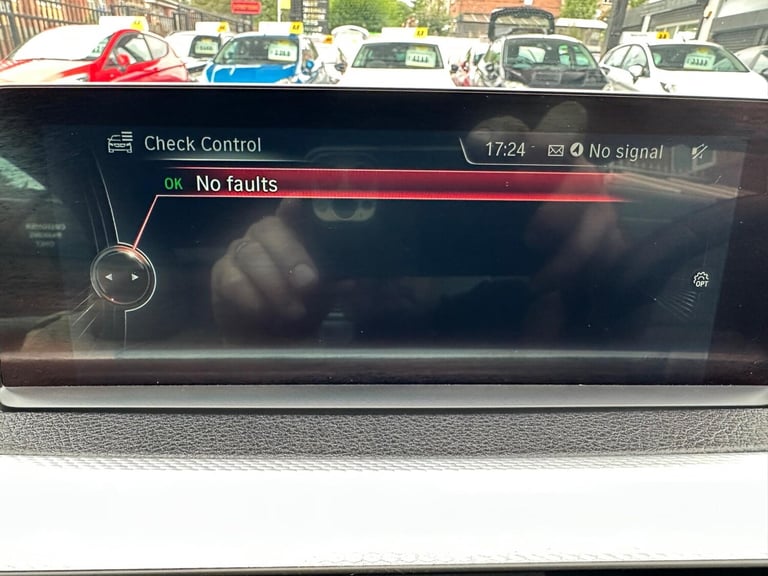 Check Control
17:24 No signal
OK No faults
OPT